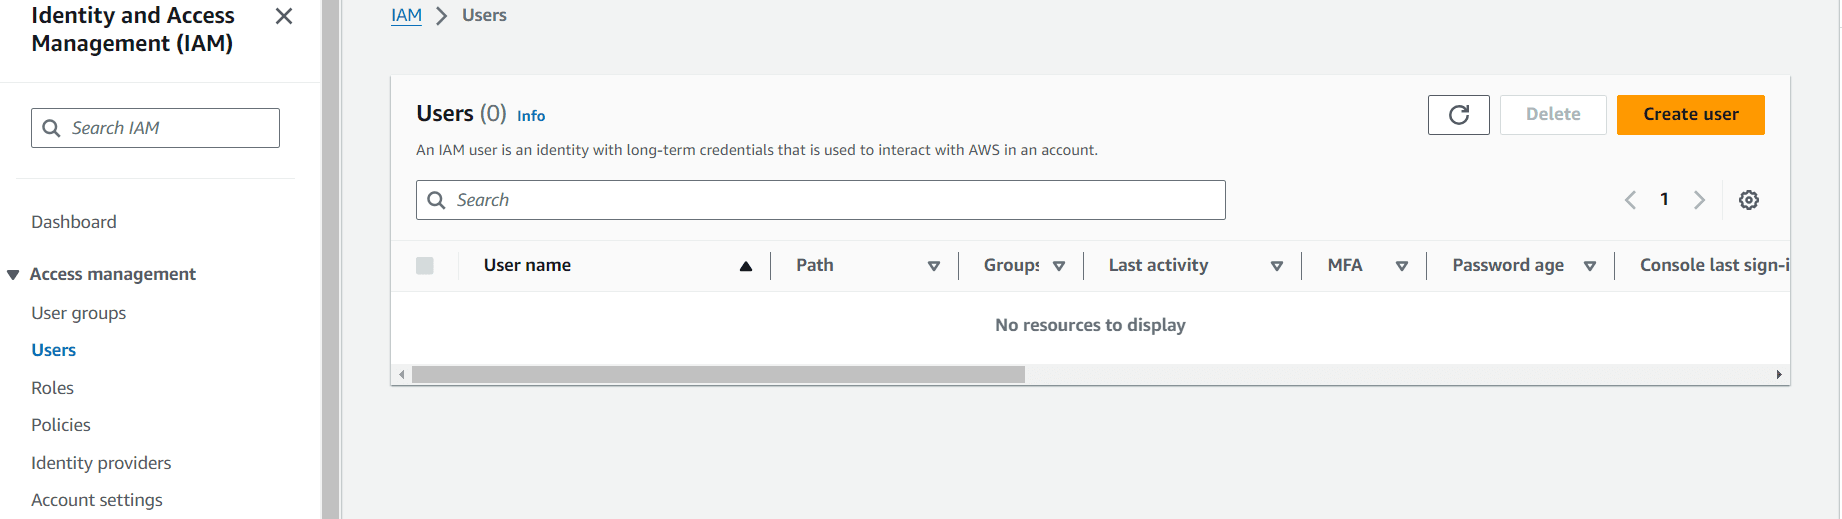 Identity and Access
Management (IAM)
Search IAM
Dashboard
Access management
User groups
Users
Roles
Policies
Identity providers
Account settings
IAM > Users
Users (0) Info
Delete
Create user
An IAM user is an identity with long-term credentials that is used to interact with AWS in an account.
Search
1
User name Path Groups Last activity MFA Password age Console last sign-i
No resources to display